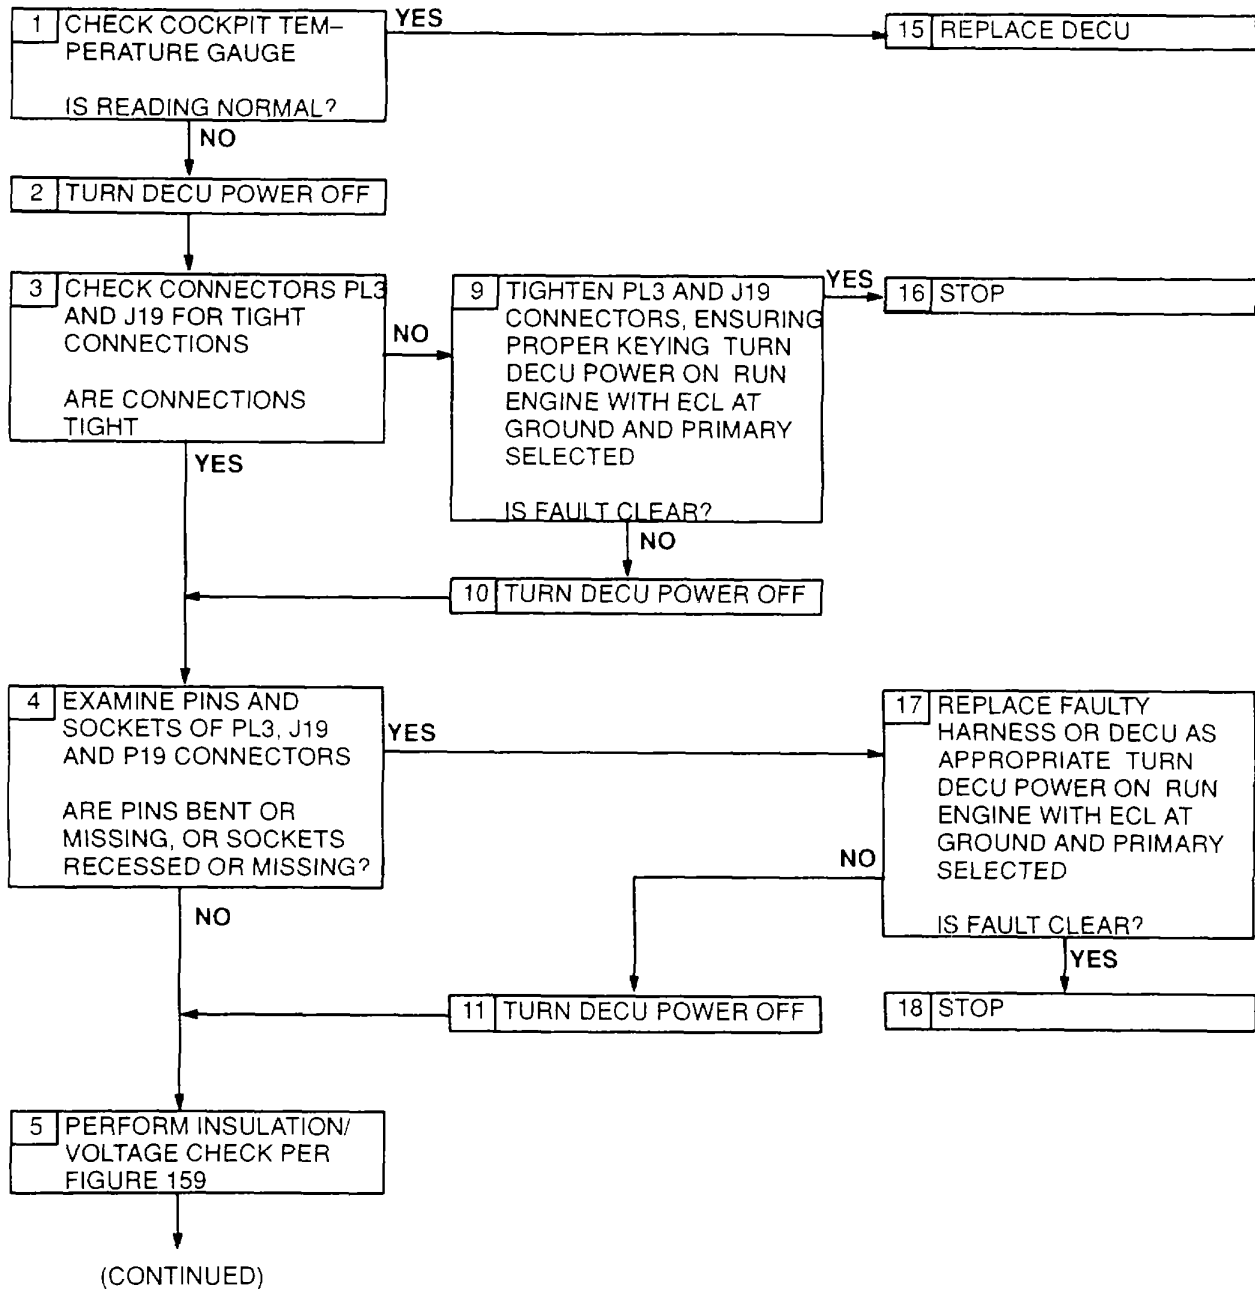 1 CHECK COCKPIT TEM-
PERATURE GAUGE
IS READING NORMAL?
YES
15 REPLACE DECU
NO
2 TURN DECU POWER OFF
3 CHECK CONNECTORS PL3
AND J19 FOR TIGHT
CONNECTIONS
ARE CONNECTIONS
TIGHT
NO
9 TIGHTEN PL3 AND J19
CONNECTORS, ENSURING
PROPER KEYING TURN
DECU POWER ON RUN
ENGINE WITH ECL AT
GROUND AND PRIMARY
SELECTED
IS FAULT CLEAR?
YES
16 STOP
YES
NO
10 TURN DECU POWER OFF
4 EXAMINE PINS AND
SOCKETS OF PL3, J19
AND P19 CONNECTORS
ARE PINS BENT OR
MISSING, OR SOCKETS
RECESSED OR MISSING?
YES
17 REPLACE FAULTY
HARNESS OR DECU AS
APPROPRIATE TURN
DECU POWER ON RUN
ENGINE WITH ECL AT
GROUND AND PRIMARY
SELECTED
IS FAULT CLEAR?
NO
NO
YES
11 TURN DECU POWER OFF
18 STOP
5 PERFORM INSULATION/
VOLTAGE CHECK PER
FIGURE 159
(CONTINUED)